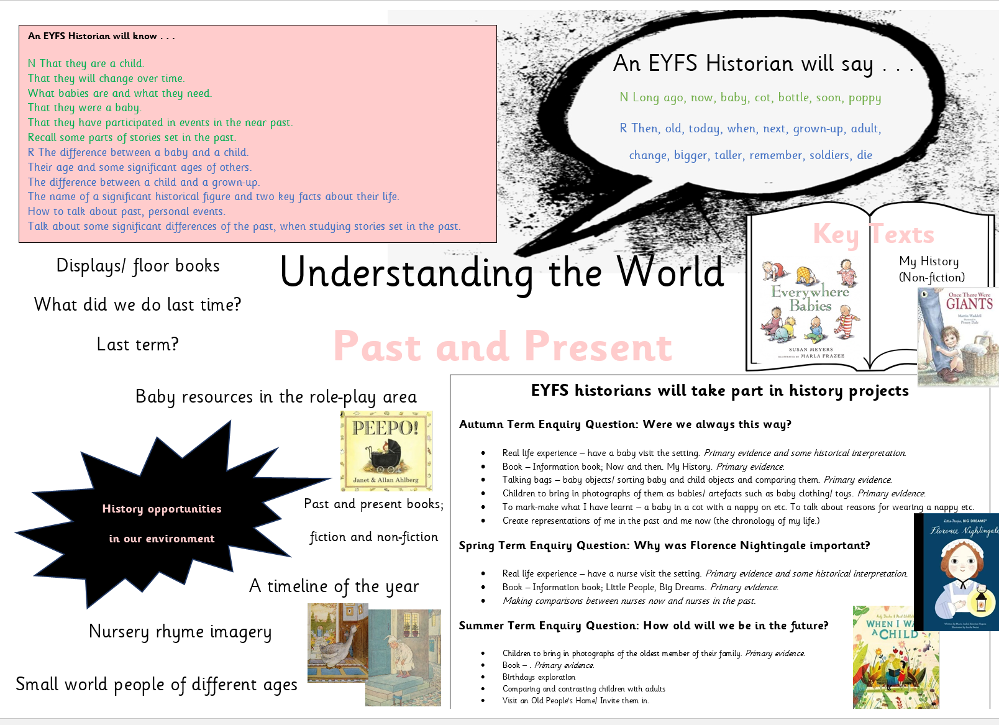 An EYFS Historian will know . . .
N That they are a child.
That they will change over time.
What babies are and what they need.
That they were a baby.
That they have participated in events in the near past.
Recall some parts of stories set in the past.
R The difference between a baby and a child.
Their age and some significant ages of others.
The difference between a child and a grown-up.
The name of a significant historical figure and two key facts about their life.
How to talk about past, personal events.
Talk about some significant differences of the past, when studying stories set in the past.
An EYFS Historian will say . . .
N Long ago, now, baby, cot, bottle, soon, poppy
R Then, old, today, when, next, grown-up, adult,
change, bigger, taller, remember, soldiers, die
Key Texts
My History
(Non-fiction)
Everywhere
Babies
SUSAN MEYERS
ILLUSTRATED BY MARLA FRAZEE
Once There Were
GIANTS
Martin Waddell
Illustrated by
Penny Dale
Understanding the World
Past and Present
Displays/ floor books
What did we do last time?
Last term?
Baby resources in the role-play area
PEEPO!
Janet & Allan Ahlberg
Past and present books;
fiction and non-fiction
History opportunities
in our environment
A timeline of the year
Nursery rhyme imagery
Small world people of different ages
EYFS historians will take part in history projects
Autumn Term Enquiry Question: Were we always this way?
• Real life experience – have a baby visit the setting. Primary evidence and some historical interpretation.
• Book – Information book; Now and then. My History. Primary evidence.
• Talking bags – baby objects/ sorting baby and child objects and comparing them. Primary evidence.
• Children to bring in photographs of them as babies/ artefacts such as baby clothing/ toys. Primary evidence.
• To mark-make what I have learnt – a baby in a cot with a nappy on etc. To talk about reasons for wearing a nappy etc.
• Create representations of me in the past and me now (the chronology of my life.)
Spring Term Enquiry Question: Why was Florence Nightingale important?
• Real life experience – have a nurse visit the setting. Primary evidence and some historical interpretation.
• Book – Information book; Little People, Big Dreams. Primary evidence.
• Making comparisons between nurses now and nurses in the past.
Little People, BIG DREAMS
Florence Nightingale
Summer Term Enquiry Question: How old will we be in the future?
• Children to bring in photographs of the oldest member of their family. Primary evidence.
• Book – . Primary evidence.
• Birthdays exploration
• Comparing and contrasting children with adults
• Visit an Old People's Home/ Invite them in.
WHEN I WA
A CHILD